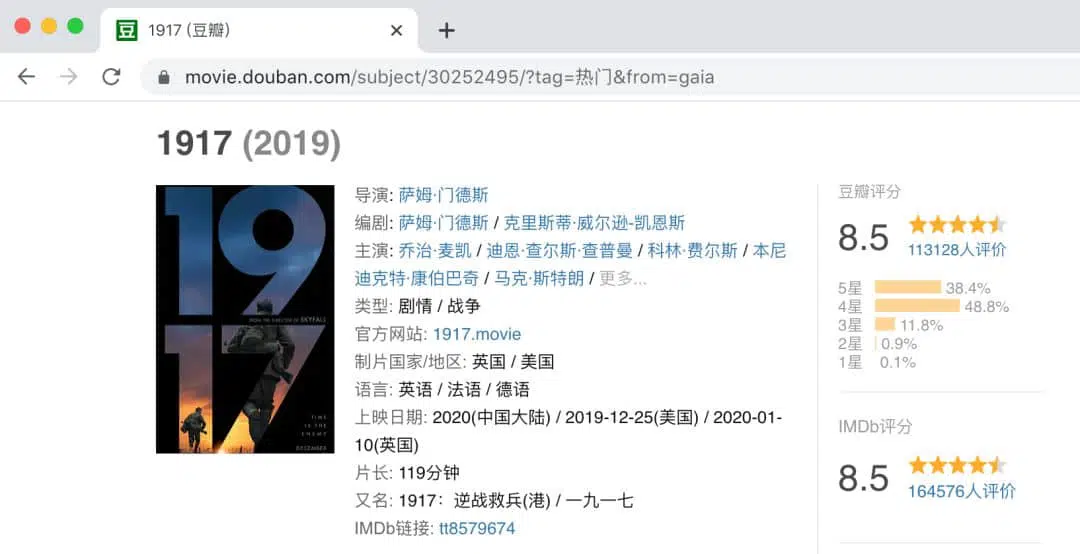 豆 1917 (豆瓣)
movie.douban.com/subject/30252495/?tag=热门&from=gaia
1917 (2019)
19
17
FROM THE DIRECTOR OF SKYFALL
TIME
IS THE
ENEMY
DECEMBER
导演: 萨姆·门德斯
编剧: 萨姆·门德斯 / 克里斯蒂·威尔逊-凯恩斯
主演: 乔治·麦凯 / 迪恩·查尔斯·查普曼 / 科林·费尔斯 / 本尼
迪克特·康伯巴奇 / 马克·斯特朗 / 更多...
类型: 剧情 / 战争
官方网站: 1917.movie
制片国家/地区: 英国 / 美国
语言: 英语 / 法语 / 德语
上映日期: 2020(中国大陆) / 2019-12-25(美国) / 2020-01-
10(英国)
片长: 119分钟
又名: 1917：逆战救兵(港) / 一九一七
IMDb链接: tt8579674
豆瓣评分
8.5
113128人评价
5星 38.4%
4星 48.8%
3星 11.8%
2星 0.9%
1星 0.1%
IMDb评分
8.5
164576人评价